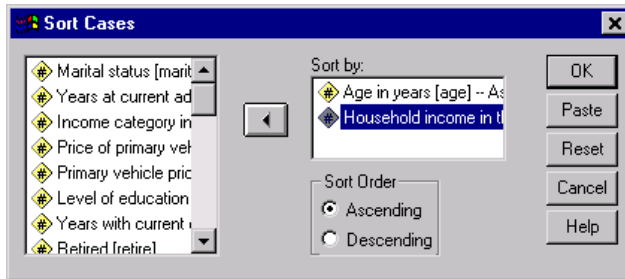 Sort Cases
Marital status [marit
Years at current ad
Income category in
Price of primary veh
Primary vehicle pric
Level of education
Years with current
Retired [retire]
Sort by:
Age in years [age] -- As
Household income in th
Sort Order
Ascending
Descending
OK
Paste
Reset
Cancel
Help